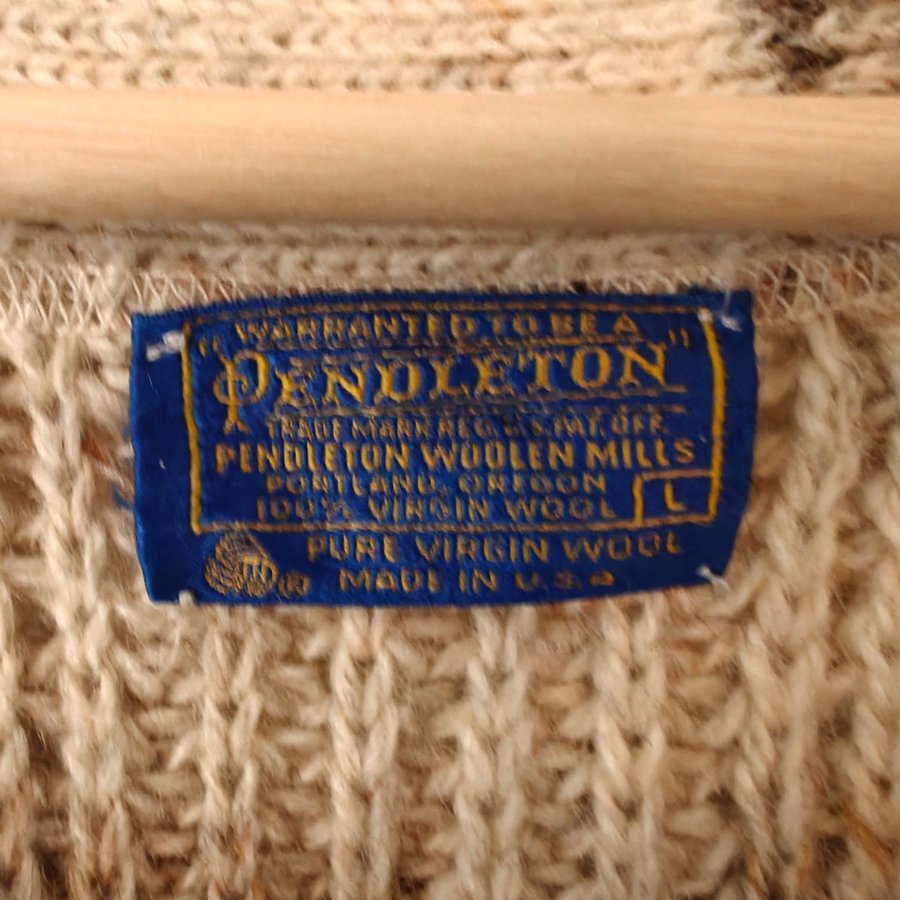 "WARRANTED TO BE A
PENDLETON"
TRADE MARK REG. U.S. PAT. OFF.
PENDLETON WOOLEN MILLS
PORTLAND, OREGON
100% VIRGIN WOOL L
PURE VIRGIN WOOL
MADE IN U.S.A.